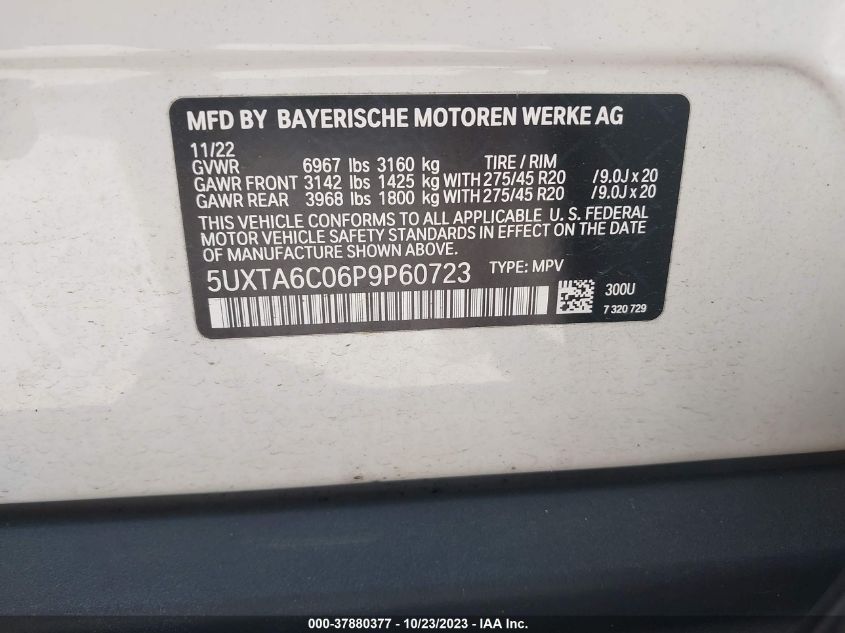 MFD BY BAYERISCHE MOTOREN WERKE AG
11/22
GVWR 6967 lbs 3160 kg TIRE / RIM
GAWR FRONT 3142 lbs 1425 kg WITH 275/45 R20 / 9.0J x 20
GAWR REAR 3968 lbs 1800 kg WITH 275/45 R20 / 9.0J x 20
THIS VEHICLE CONFORMS TO ALL APPLICABLE U. S. FEDERAL
MOTOR VEHICLE SAFETY STANDARDS IN EFFECT ON THE DATE
OF MANUFACTURE SHOWN ABOVE.
5UXTA6C06P9P60723 TYPE: MPV
300U
7 320 729
000-37880377 - 10/23/2023 - IAA, Inc.